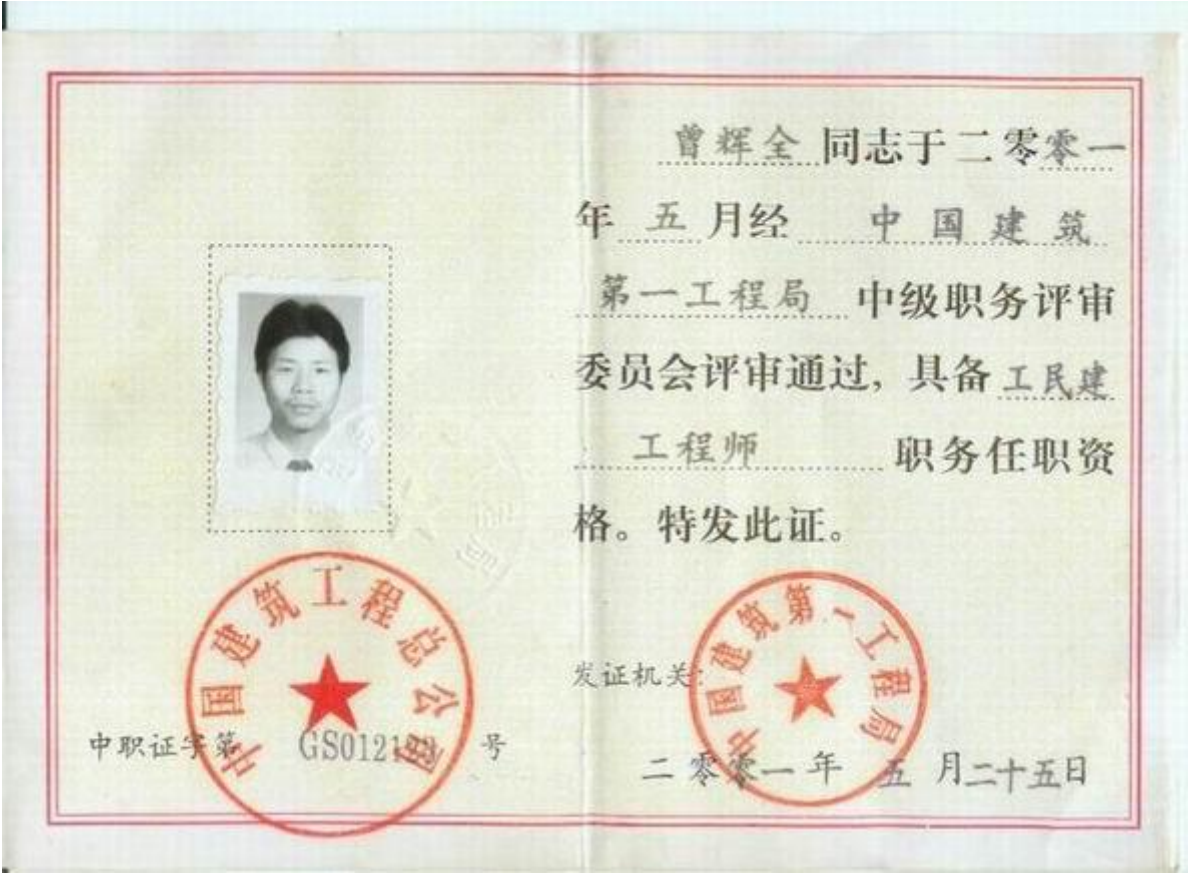 中国建筑工程总公司
中职证字第 号
曾辉全 同志于二零零一
年 五 月经 中国建筑
第一工程局 中级职务评审
委员会评审通过，具备 工民建
工程师 职务任职资
格。特发此证。
发证机关:
中国建筑第一工程局
二零零一年 五 月二十五日